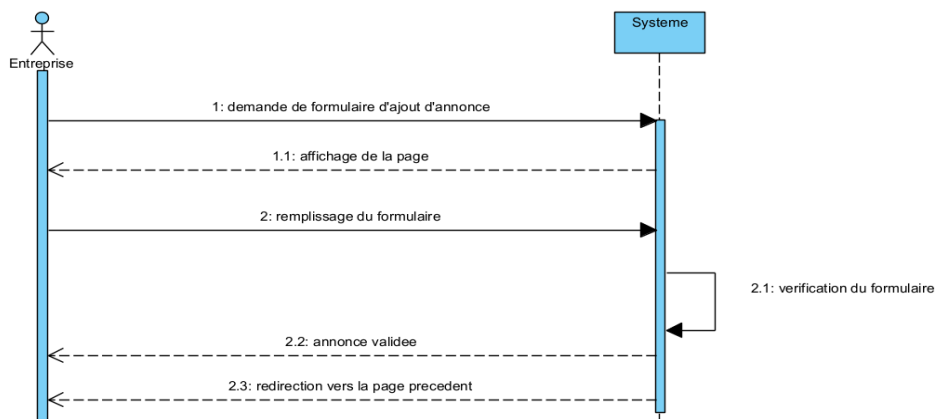 Systeme
Entreprise
1: demande de formulaire d'ajout d'annonce
1.1: affichage de la page
2: remplissage du formulaire
2.1: verification du formulaire
2.2: annonce validee
2.3: redirection vers la page precedent